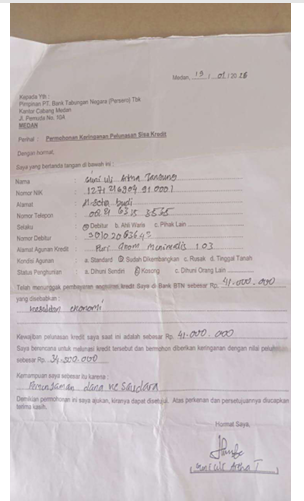 Medan, 19 / 01 / 2026
Kepada Yth :
Pimpinan PT. Bank Tabungan Negara (Persero) Tbk
Kantor Cabang Medan
Jl. Pemuda No. 10A
MEDAN
Perihal : Permohonan Keringanan Pelunasan Sisa Kredit
Dengan hormat,
Saya yang bertanda tangan di bawah ini :
Nama :
Nomor NIK :
Alamat : budi
Nomor Telepon :
Selaku : a Debitur b. Ahli Waris c. Pihak Lain
Nomor Debitur :
Alamat Agunan Kredit : Puri 103
Kondisi Agunan : a. Standard b Sudah Dikembangkan c. Rusak d. Tinggal Tanah
Status Penghunian : a. Dihuni Sendiri b Kosong c. Dihuni Orang Lain
Telah menunggak pembayaran angsuran kredit Saya di Bank BTN sebesar Rp. 41.000.000
yang disebabkan
kesulitan ekonomi
Kewajiban pelunasan kredit saya saat ini adalah sebesar Rp. 41.000.000
Saya berencana untuk melunasi kredit tersebut dan bermohon diberikan keringanan dengan nilai pelunasan
sebesar Rp.
Kemampuan saya sebesar itu karena :
Peminjaman dana ke saudara
Demikian permohonan ini saya ajukan, kiranya dapat disetujui. Atas perkenan dan persetujuannya diucapkan
terima kasih.
Hormat Saya,